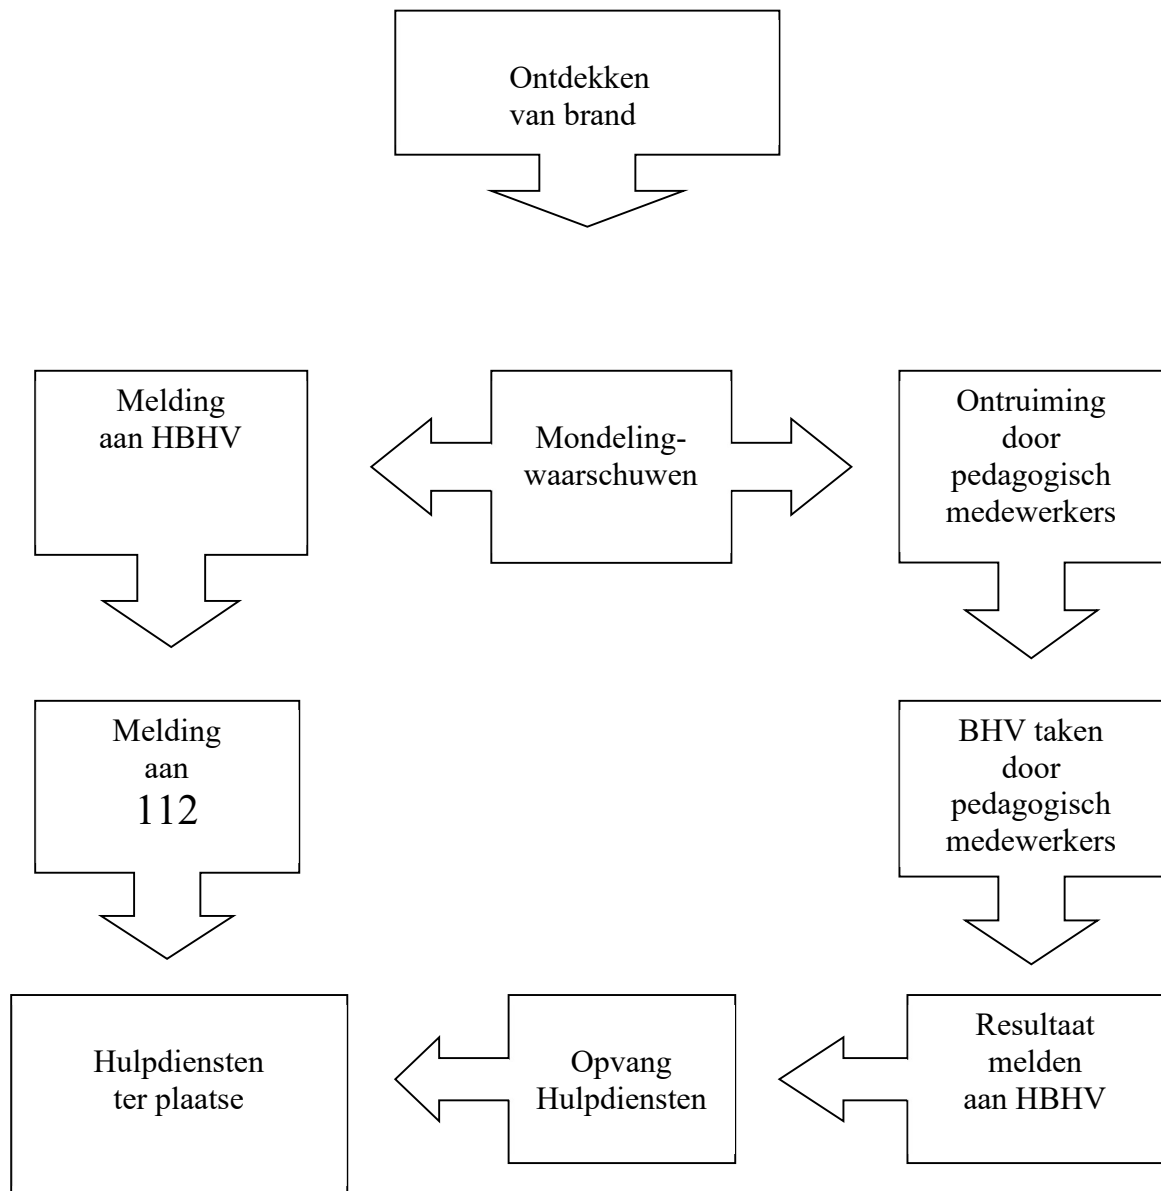 Ontdekken
van brand
Melding
aan HBHV
Mondeling-
waarschuwen
Ontruiming
door
pedagogisch
medewerkers
Melding
aan
112
BHV taken
door
pedagogisch
medewerkers
Hulpdiensten
ter plaatse
Opvang
Hulpdiensten
Resultaat
melden
aan HBHV